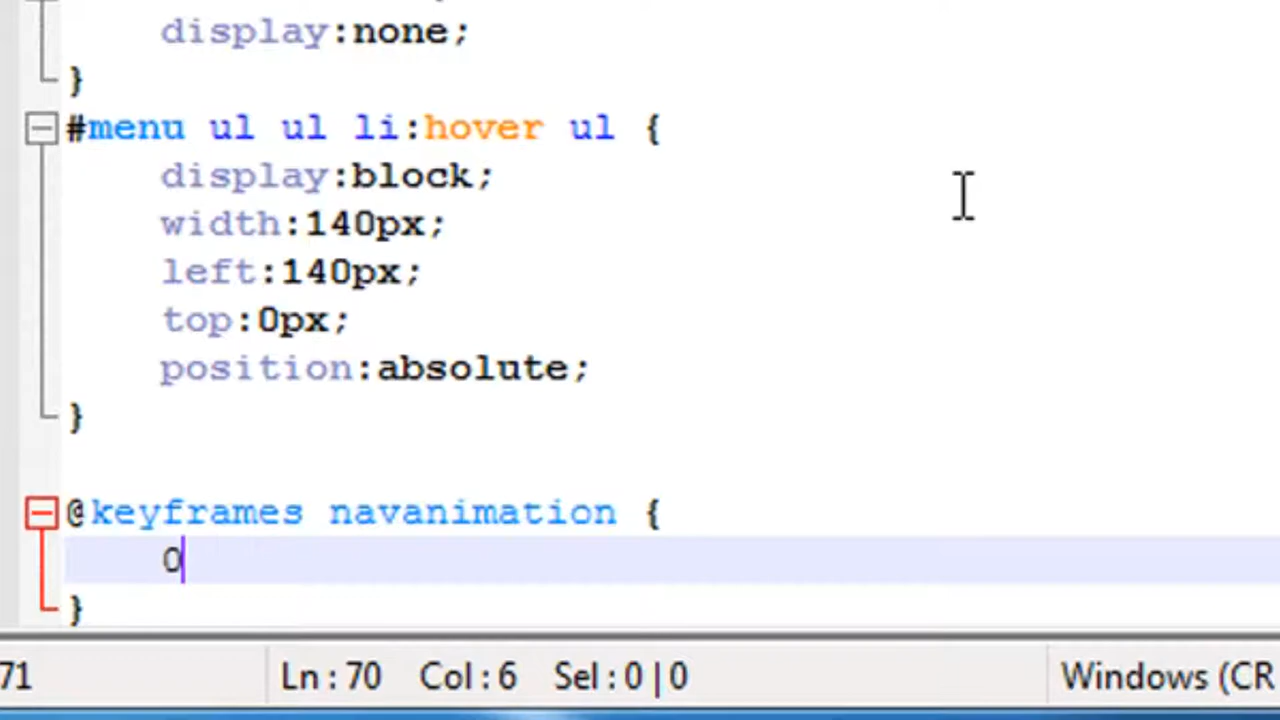 display:none;
}
#menu ul ul li:hover ul {
display:block;
width:140px;
left:140px;
top:0px;
position:absolute;
}
@keyframes navanimation {
0
}
71 Ln:70 Col:6 Sel:0|0 Windows (CR